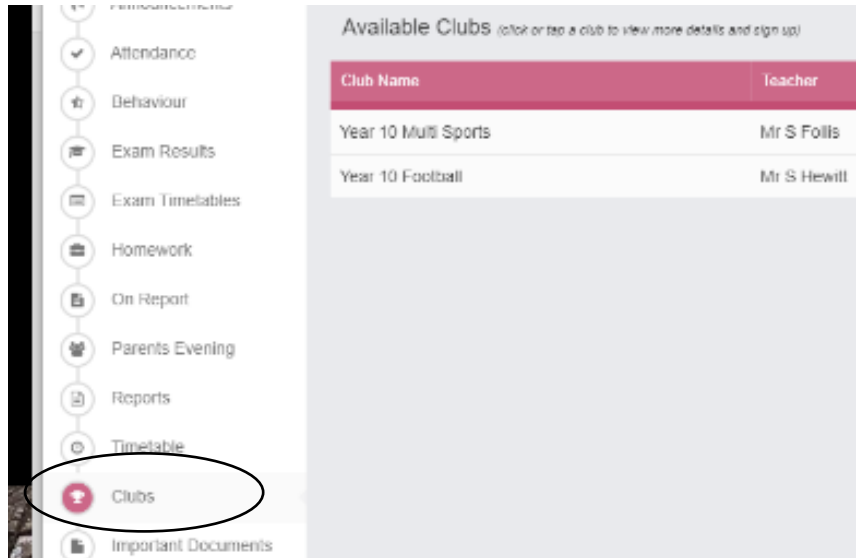 Announcements
Attendance
Behaviour
Exam Results
Exam Timetables
Homework
On Report
Parents Evening
Reports
Timetable
Clubs
Important Documents
Available Clubs (click or tap a club to view more details and sign up)
Club Name Teacher
Year 10 Multi Sports Mr S Follis
Year 10 Football Mr S Hewitt